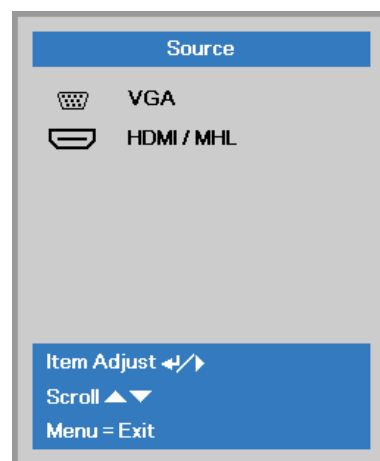 Source
VGA
HDMI / MHL
Item Adjust ↵/▶
Scroll ▲▼
Menu = Exit